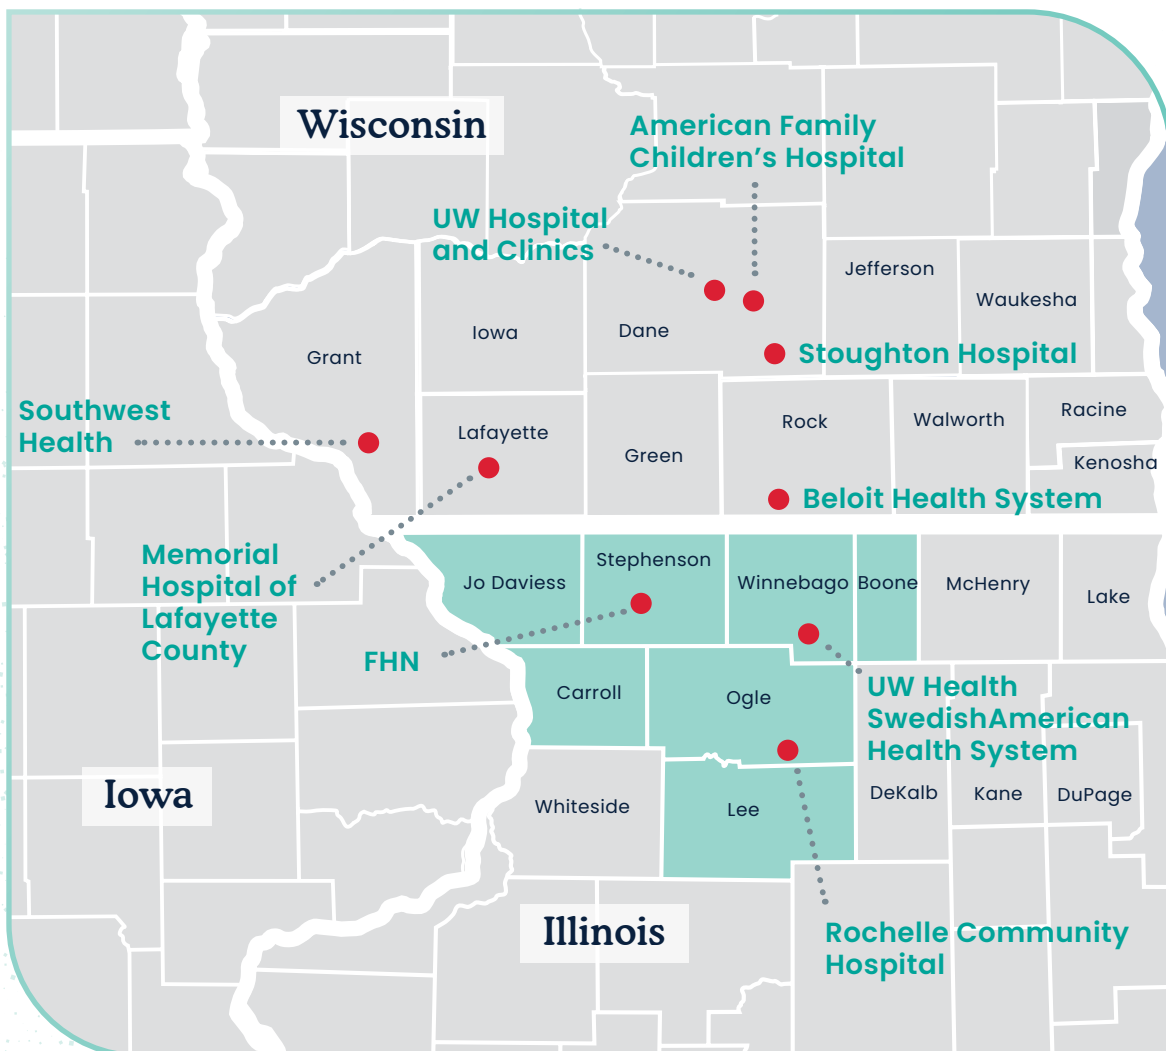 Wisconsin
American Family
Children’s Hospital
UW Hospital
and Clinics
Jefferson
Waukesha
Iowa
Dane
Grant
Stoughton Hospital
Southwest
Health
Lafayette
Rock
Walworth
Racine
Green
Kenosha
Beloit Health System
Memorial
Hospital of
Lafayette
County
Jo Daviess
Stephenson
Winnebago
Boone
McHenry
Lake
FHN
Carroll
Ogle
UW Health
SwedishAmerican
Health System
Iowa
Whiteside
Lee
DeKalb
Kane
DuPage
Illinois
Rochelle Community
Hospital